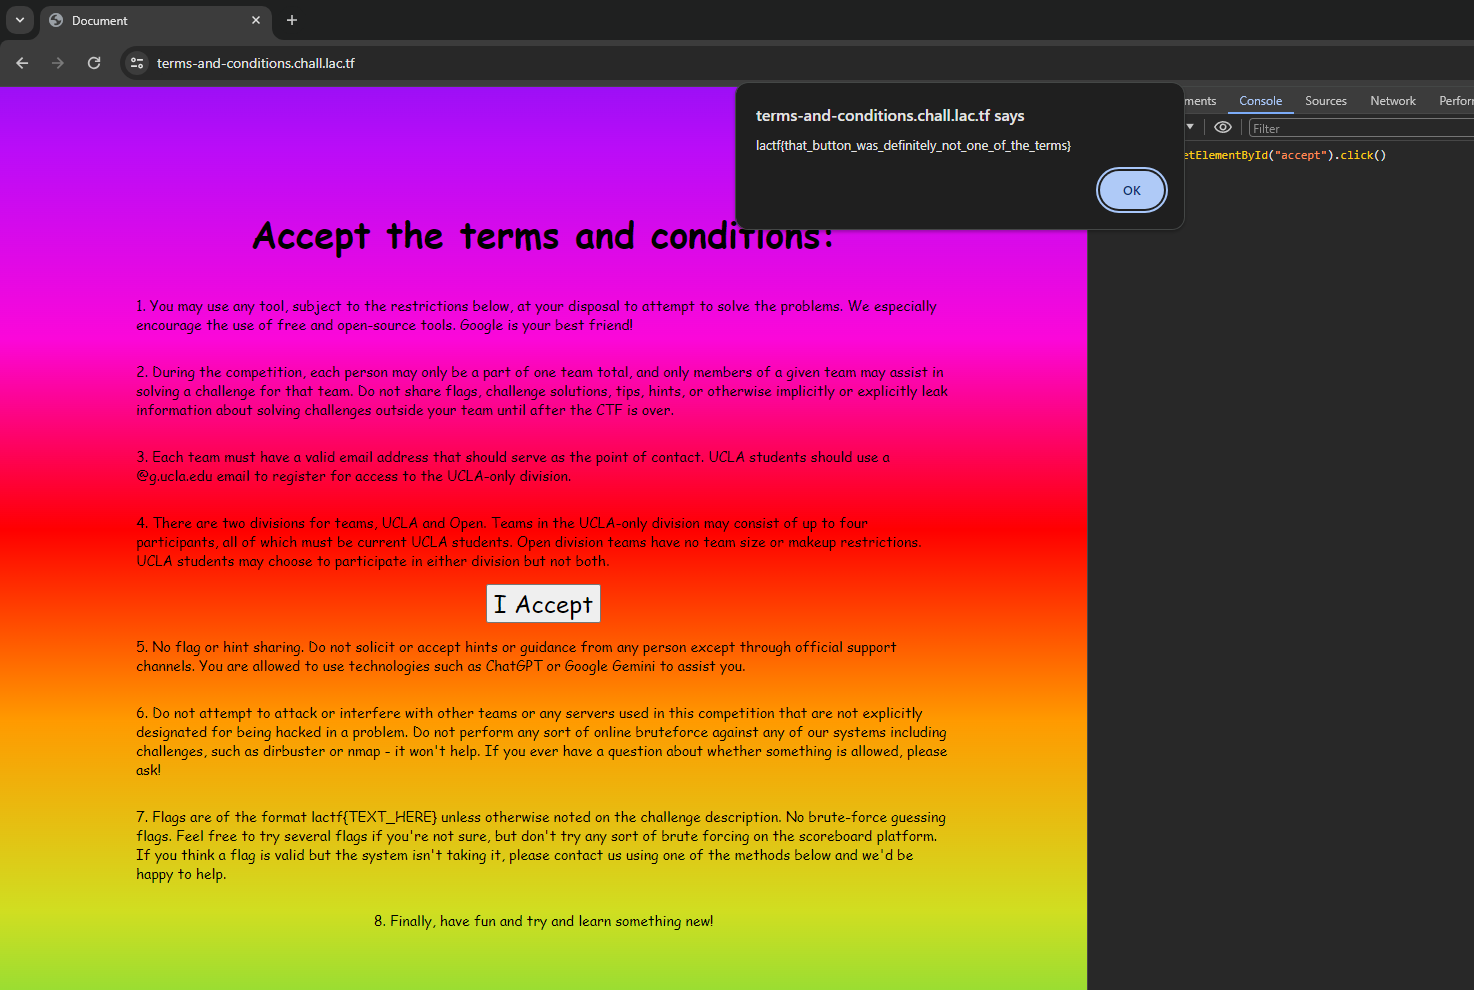 Document
terms-and-conditions.chall.lac.tf
terms-and-conditions.chall.lac.tf says
lactf{that_button_was_definitely_not_one_of_the_terms}
OK
ments Console Sources Network Perform
Filter
etElementById("accept").click()
Accept the terms and conditions:
1. You may use any tool, subject to the restrictions below, at your disposal to attempt to solve the problems. We especially
encourage the use of free and open-source tools. Google is your best friend!
2. During the competition, each person may only be a part of one team total, and only members of a given team may assist in
solving a challenge for that team. Do not share flags, challenge solutions, tips, hints, or otherwise implicitly or explicitly leak
information about solving challenges outside your team until after the CTF is over.
3. Each team must have a valid email address that should serve as the point of contact. UCLA students should use a
@g.ucla.edu email to register for access to the UCLA-only division.
4. There are two divisions for teams, UCLA and Open. Teams in the UCLA-only division may consist of up to four
participants, all of which must be current UCLA students. Open division teams have no team size or makeup restrictions.
UCLA students may choose to participate in either division but not both.
I Accept
5. No flag or hint sharing. Do not solicit or accept hints or guidance from any person except through official support
channels. You are allowed to use technologies such as ChatGPT or Google Gemini to assist you.
6. Do not attempt to attack or interfere with other teams or any servers used in this competition that are not explicitly
designated for being hacked in a problem. Do not perform any sort of online bruteforce against any of our systems including
challenges, such as dirbuster or nmap - it won't help. If you ever have a question about whether something is allowed, please
ask!
7. Flags are of the format lactf{TEXT_HERE} unless otherwise noted on the challenge description. No brute-force guessing
flags. Feel free to try several flags if you're not sure, but don't try any sort of brute forcing on the scoreboard platform.
If you think a flag is valid but the system isn't taking it, please contact us using one of the methods below and we'd be
happy to help.
8. Finally, have fun and try and learn something new!